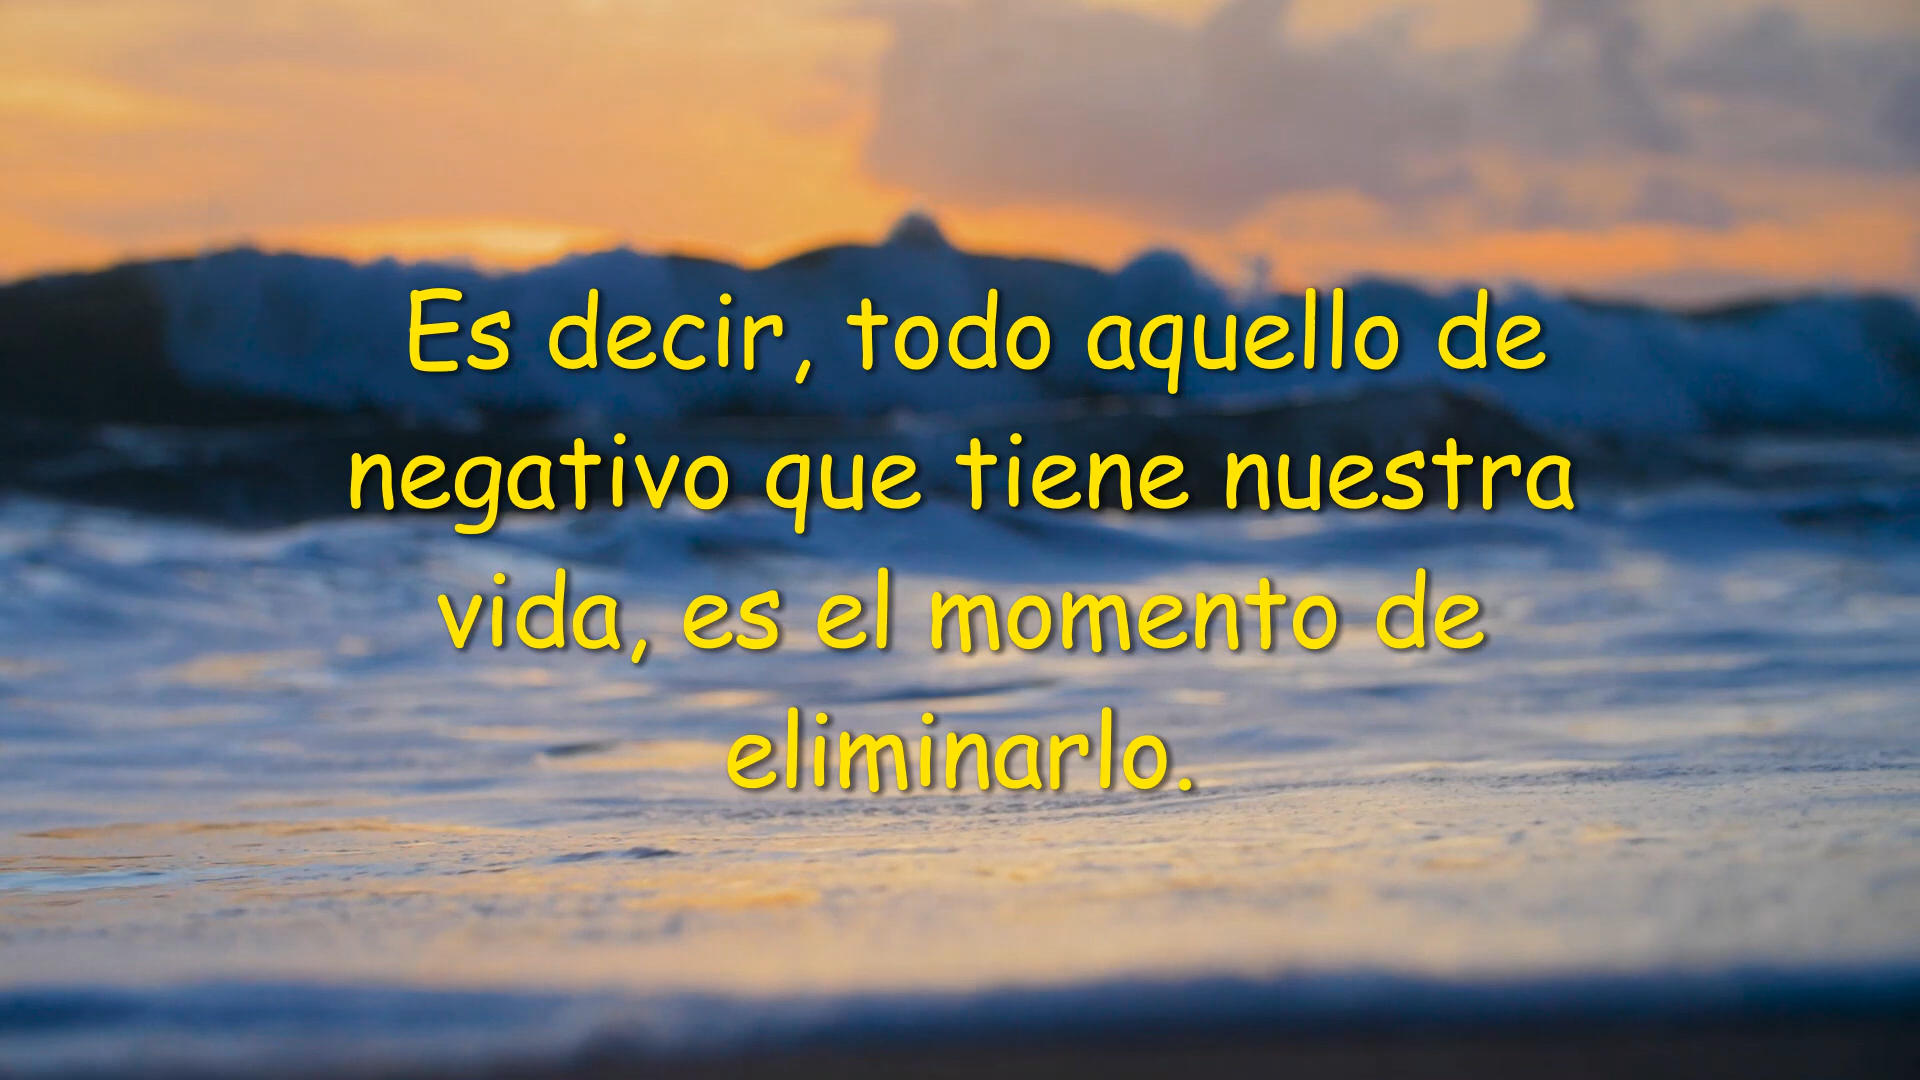 Es decir, todo aquello de
negativo que tiene nuestra
vida, es el momento de
eliminarlo.